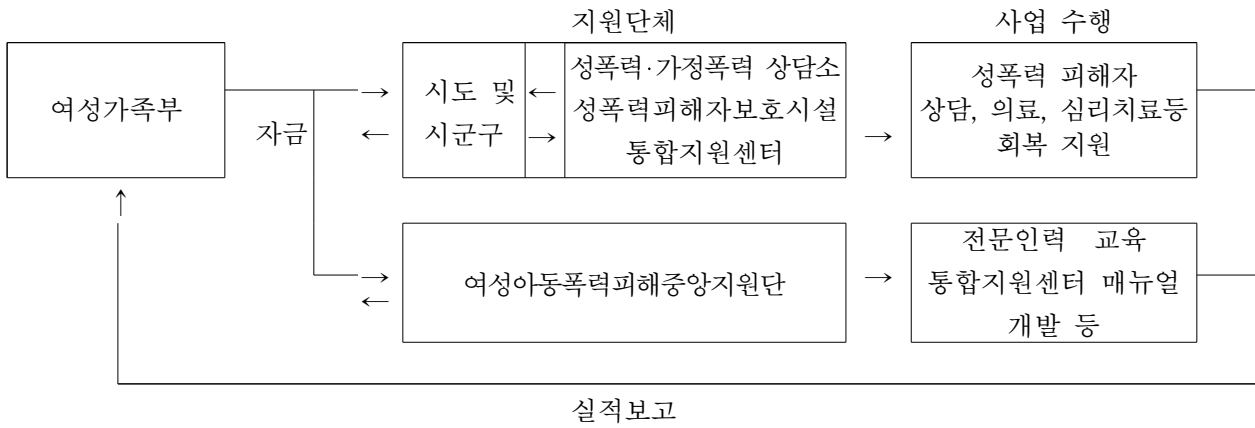 지원단체
사업 수행
여성가족부
자금
→
←
시도 및
시군구
←
→
성폭력·가정폭력 상담소
성폭력피해자보호시설
통합지원센터
→
성폭력 피해자
상담, 의료, 심리치료등
회복 지원
↑
→
←
여성아동폭력피해중앙지원단
→
전문인력 교육
통합지원센터 매뉴얼
개발 등
실적보고